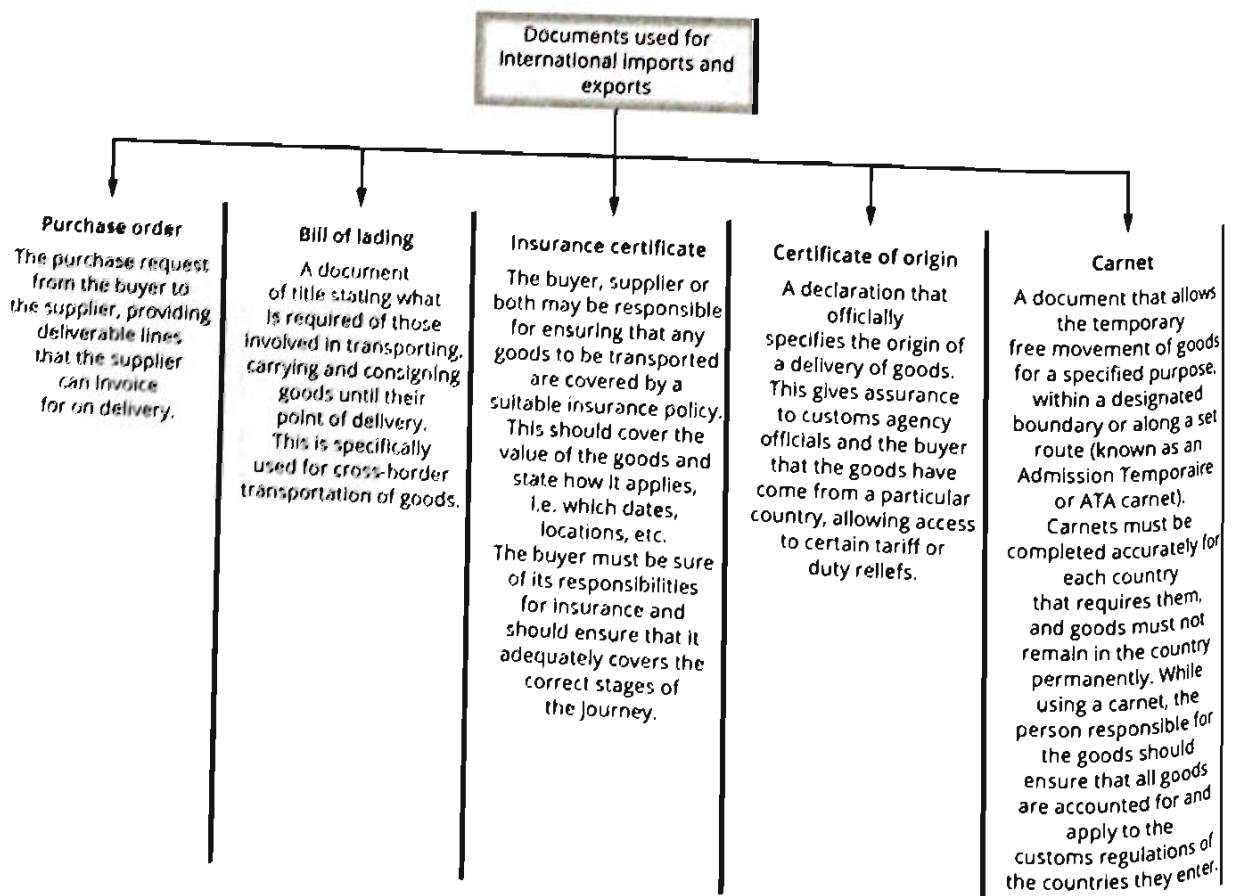 Documents used for
International imports and
exports
Purchase order
The purchase request
from the buyer to
the supplier, providing
deliverable lines
that the supplier
can invoice
for on delivery.
Bill of lading
A document
of title stating what
is required of those
involved in transporting,
carrying and consigning
goods until their
point of delivery.
This is specifically
used for cross-border
transportation of goods.
Insurance certificate
The buyer, supplier or
both may be responsible
for ensuring that any
goods to be transported
are covered by a
suitable insurance policy.
This should cover the
value of the goods and
state how it applies,
i.e. which dates,
locations, etc.
The buyer must be sure
of its responsibilities
for insurance and
should ensure that it
adequately covers the
correct stages of
the journey.
Certificate of origin
A declaration that
officially
specifies the origin of
a delivery of goods.
This gives assurance
to customs agency
officials and the buyer
that the goods have
come from a particular
country, allowing access
to certain tariff or
duty reliefs.
Carnet
A document that allows
the temporary
free movement of goods
for a specified purpose,
within a designated
boundary or along a set
route (known as an
Admission Temporaire
or ATA carnet).
Carnets must be
completed accurately for
each country
that requires them,
and goods must not
remain in the country
permanently. While
using a carnet, the
person responsible for
the goods should
ensure that all goods
are accounted for and
apply to the
customs regulations of
the countries they enter.